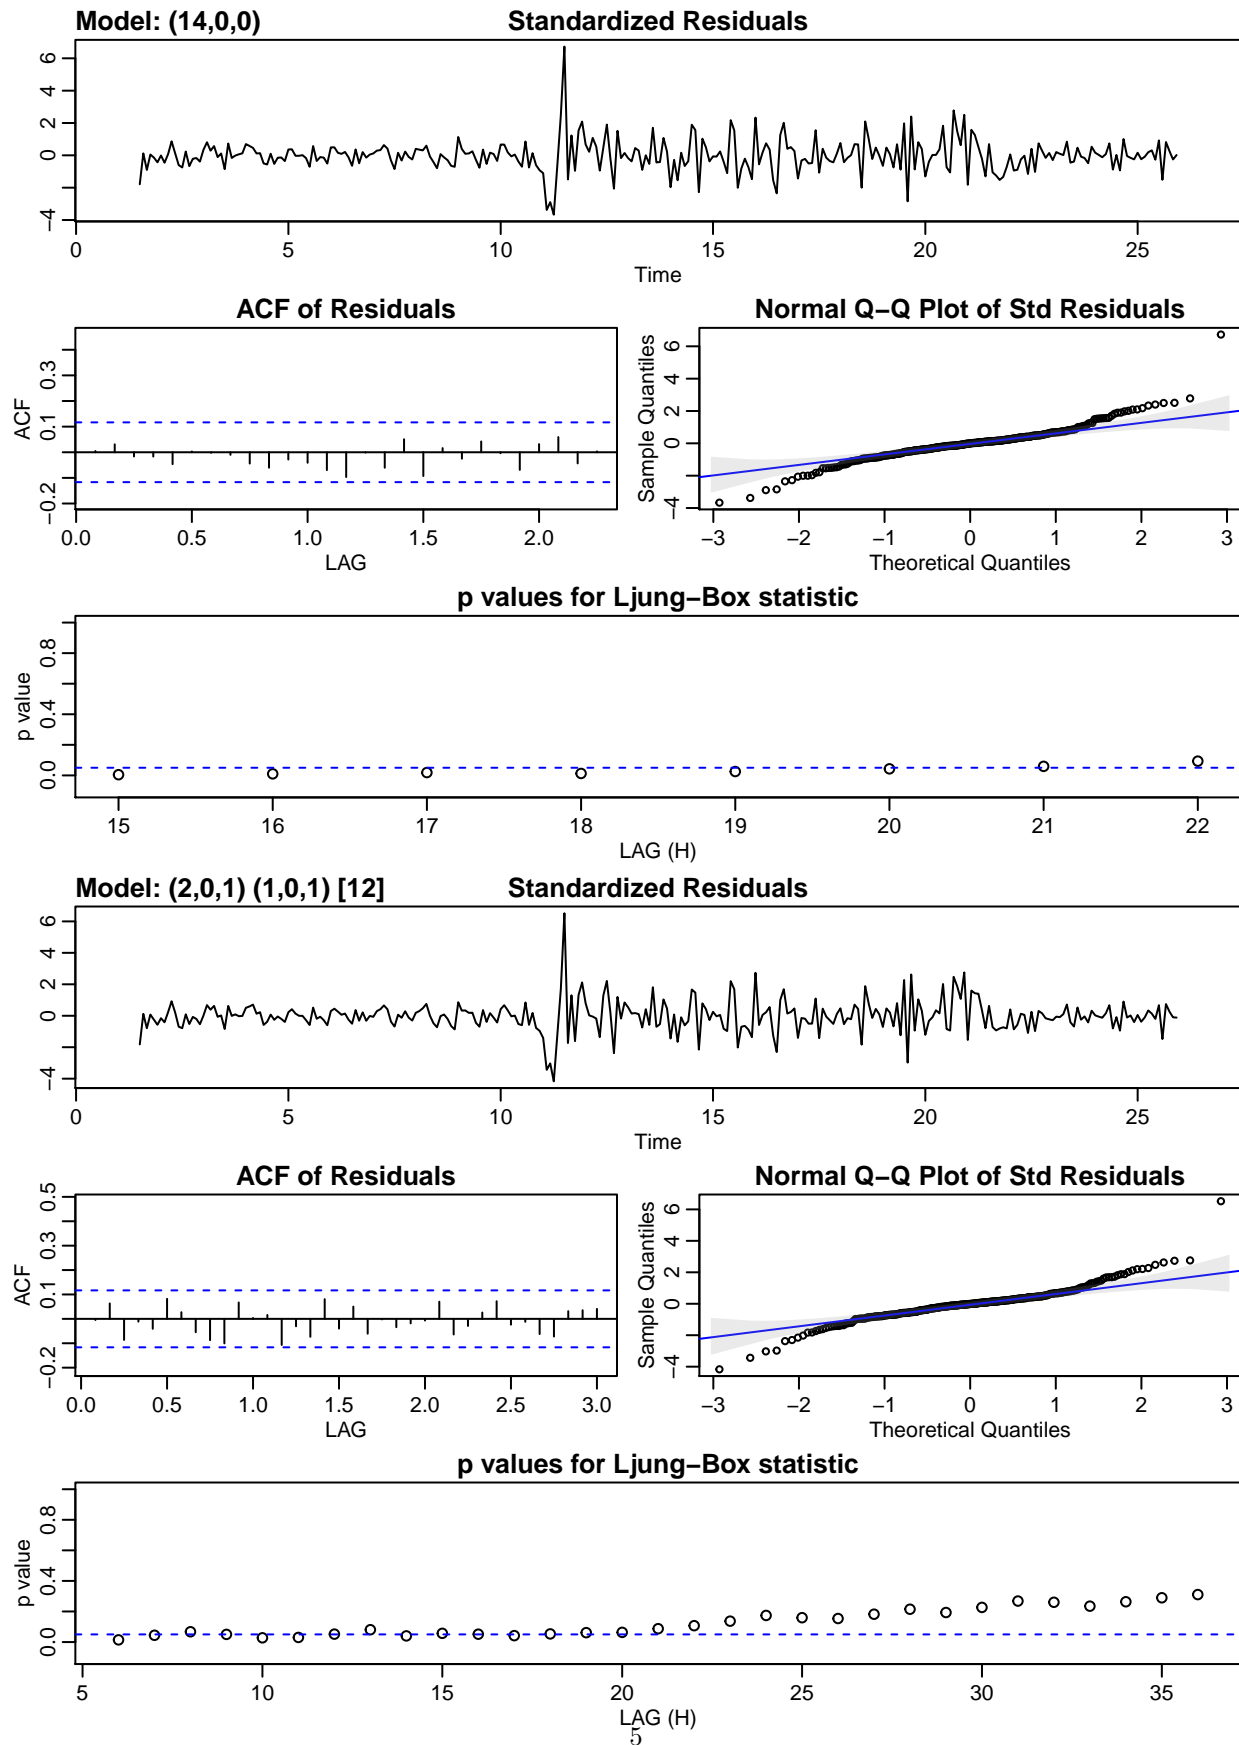 Model: (14,0,0) Standardized Residuals
6
4
2
0
−4
0 5 10 15 20 25
Time
ACF of Residuals
ACF
0.3
0.1
−0.2
0.0 0.5 1.0 1.5 2.0
LAG
Normal Q−Q Plot of Std Residuals
Sample Quantiles
6
4
2
0
−4
−3 −2 −1 0 1 2 3
Theoretical Quantiles
p values for Ljung−Box statistic
p value
0.8
0.4
0.0
15 16 17 18 19 20 21 22
LAG (H)
Model: (2,0,1) (1,0,1) [12] Standardized Residuals
6
4
2
0
−4
0 5 10 15 20 25
Time
ACF of Residuals
ACF
0.5
0.3
0.1
−0.2
0.0 0.5 1.0 1.5 2.0 2.5 3.0
LAG
Normal Q−Q Plot of Std Residuals
Sample Quantiles
6
4
2
0
−4
−3 −2 −1 0 1 2 3
Theoretical Quantiles
p values for Ljung−Box statistic
p value
0.8
0.4
0.0
5 10 15 20 25 30 35
LAG (H)
5